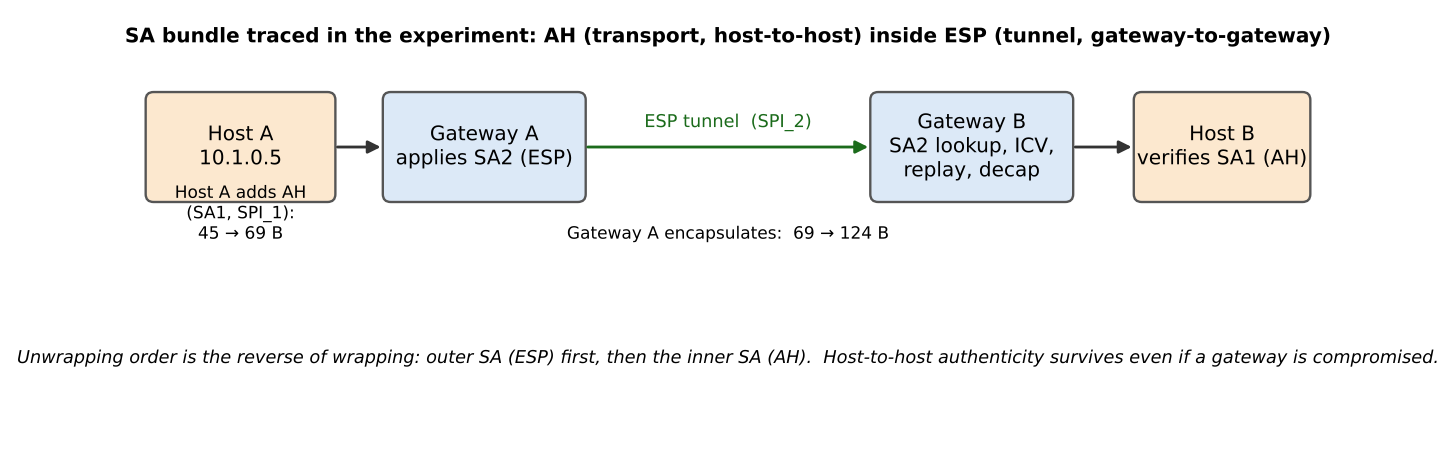 SA bundle traced in the experiment: AH (transport, host-to-host) inside ESP (tunnel, gateway-to-gateway)
Host A
10.1.0.5
Host A adds AH
(SA1, SPI_1):
45 → 69 B
Gateway A
applies SA2 (ESP)
ESP tunnel (SPI_2)
Gateway A encapsulates: 69 → 124 B
Gateway B
SA2 lookup, ICV,
replay, decap
Host B
verifies SA1 (AH)
Unwrapping order is the reverse of wrapping: outer SA (ESP) first, then the inner SA (AH). Host-to-host authenticity survives even if a gateway is compromised.